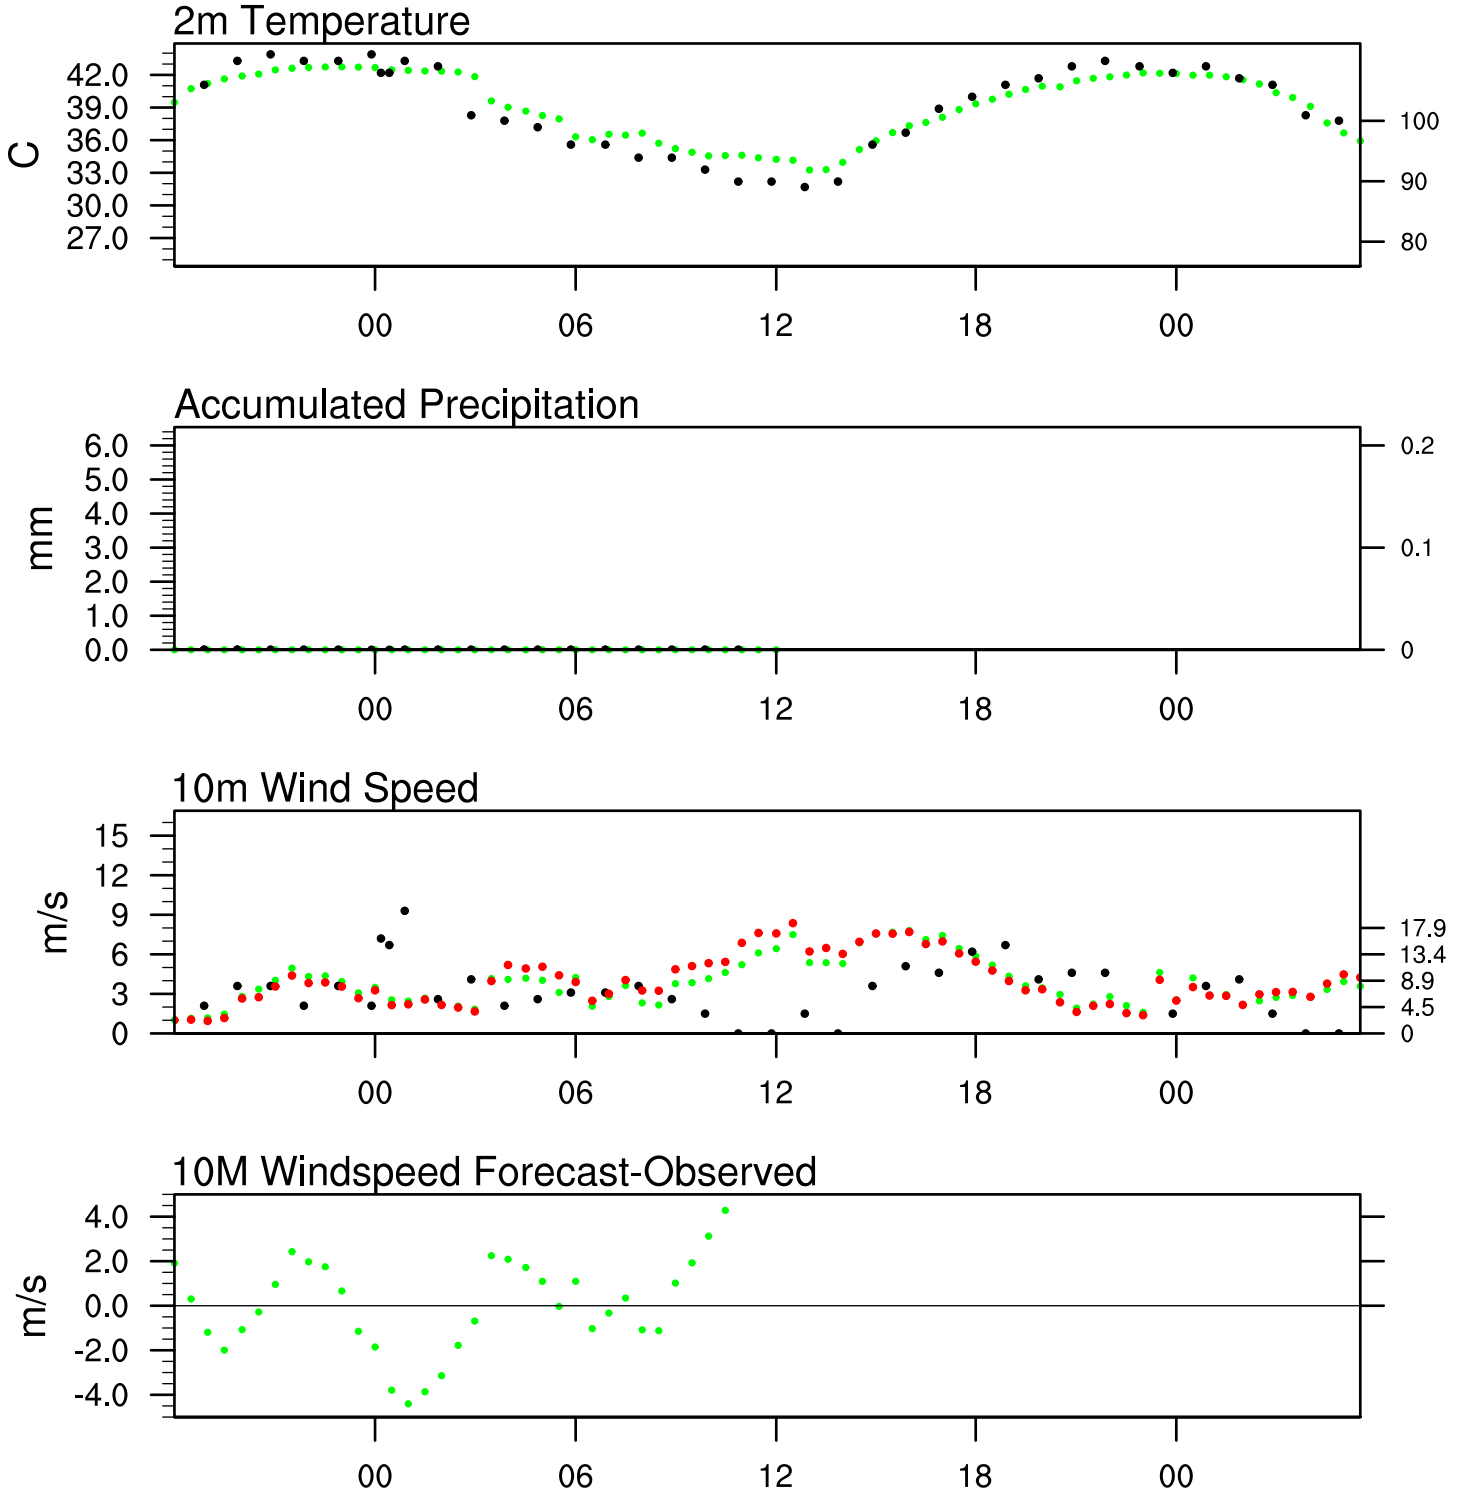 2m Temperature
42.0
39.0
36.0
33.0
30.0
27.0
C
100
90
80
00 06 12 18 00
Accumulated Precipitation
6.0
5.0
4.0
3.0
2.0
1.0
0.0
mm
0.2
0.1
0
00 06 12 18 00
10m Wind Speed
15
12
9
6
3
0
m/s
17.9
13.4
8.9
4.5
0
00 06 12 18 00
10M Windspeed Forecast-Observed
4.0
2.0
0.0
-2.0
-4.0
m/s
00 06 12 18 00